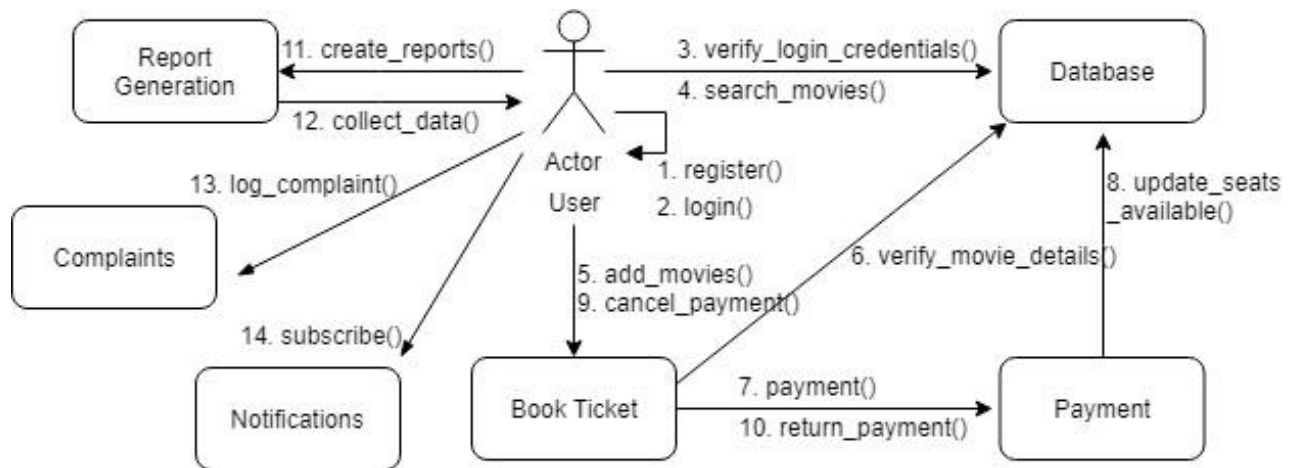 11. create_reports()
3. verify_login_credentials()
Report
Generation
Database
4. search_movies()
12. collect_data()
Actor
1. register()
13. log_complaint()
8. update_seats
User
2. login()
_available()
Complaints
6. verify_movie_details()
5. add_movies()
9. cancel_payment()
14. subscribe()
7. payment()
Notifications
Book Ticket
Payment
10. return_payment()